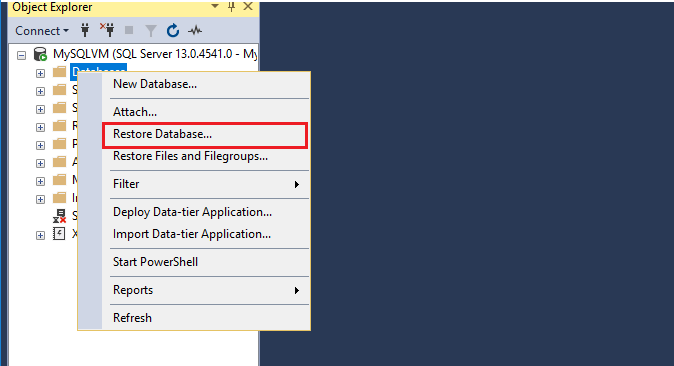 Object Explorer
Connect
MySQLVM (SQL Server 13.0.4541.0 - My
Databases
New Database...
Attach...
Restore Database...
Restore Files and Filegroups...
Filter
Deploy Data-tier Application...
Import Data-tier Application...
Start PowerShell
Reports
Refresh